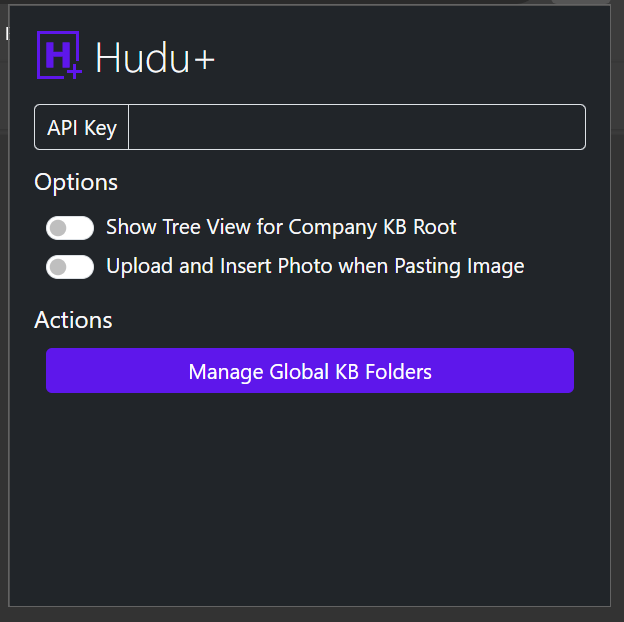 H+ Hudu+
API Key
Options
Show Tree View for Company KB Root
Upload and Insert Photo when Pasting Image
Actions
Manage Global KB Folders